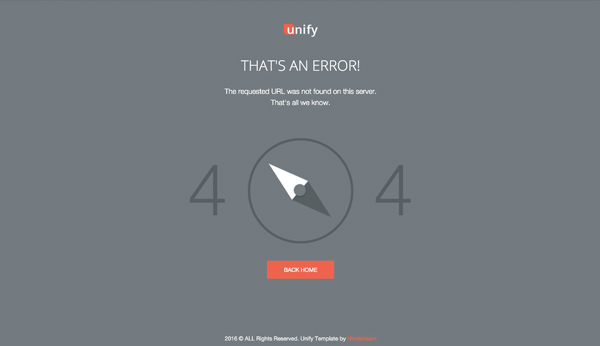 unify
THAT'S AN ERROR!
The requested URL was not found on this server.
That's all we know.
4 4
BACK HOME
2016 © ALL Rights Reserved. Unify Template by